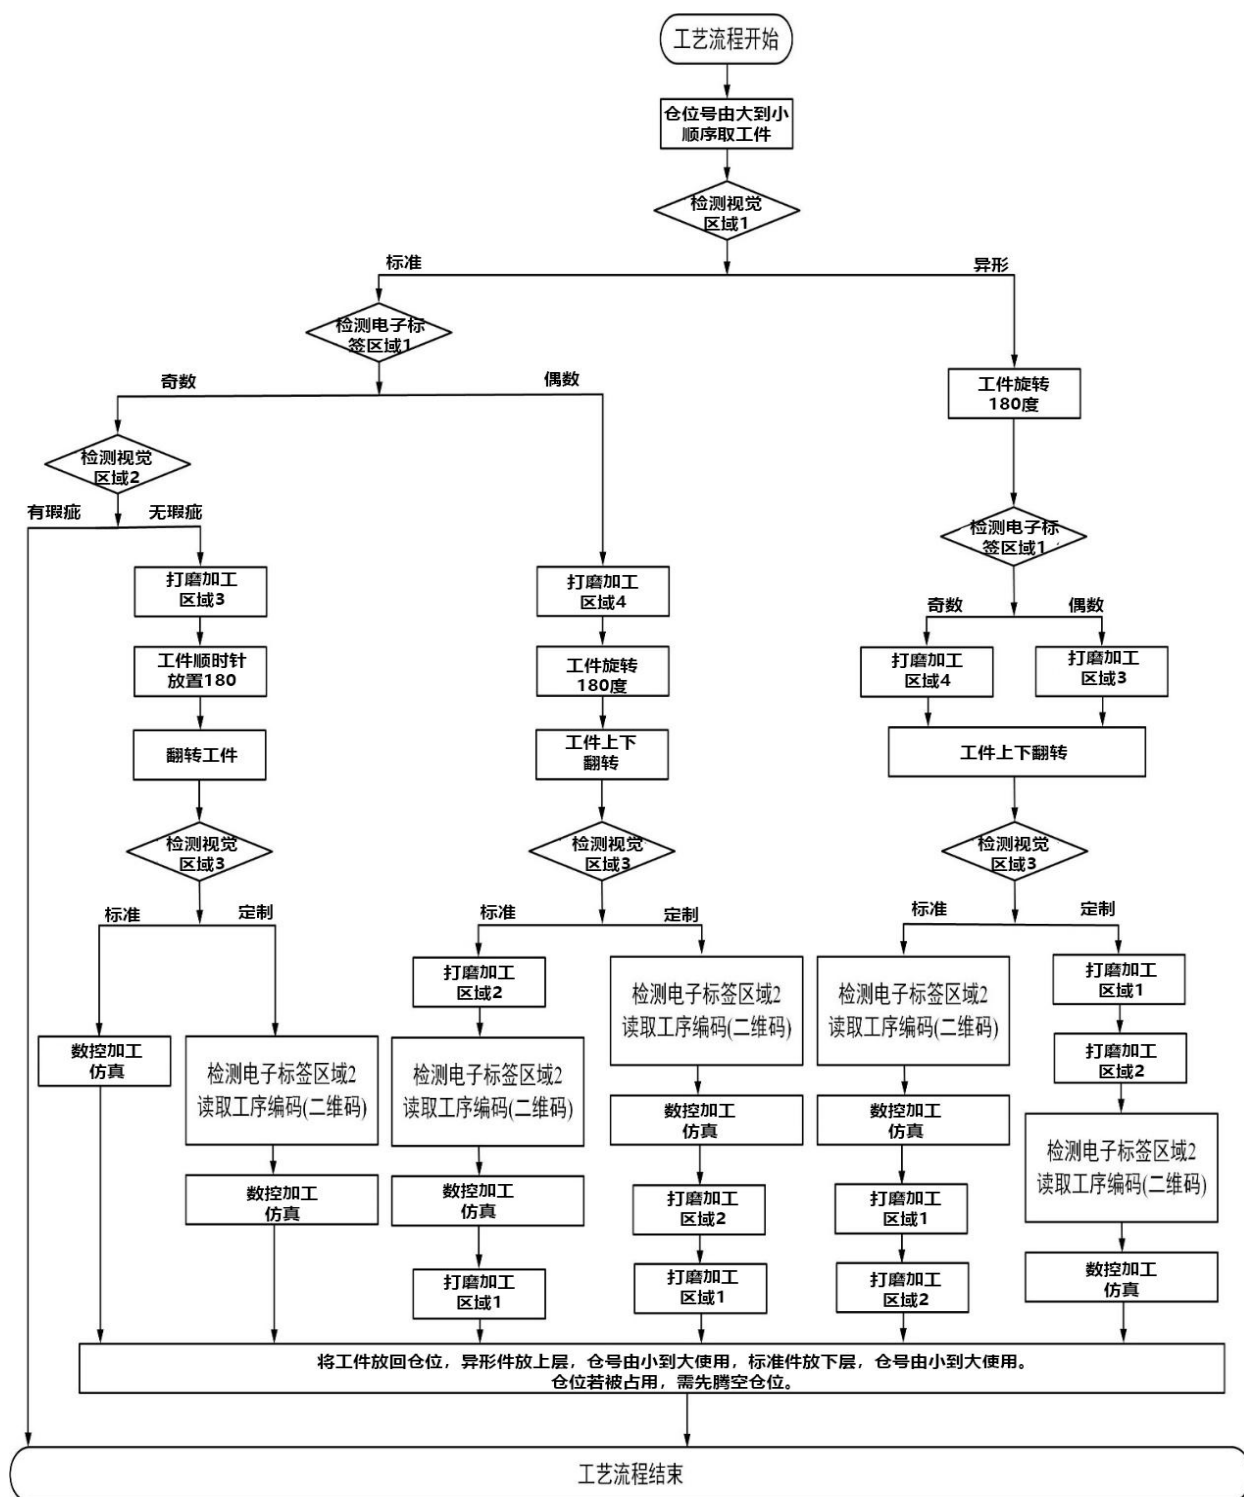 工艺流程开始
仓位号由大到小
顺序取工件
检测视觉
区域1
标准
异形
检测电子标
签区域1
奇数
偶数
工件旋转
180度
检测视觉
区域2
有瑕疵
无瑕疵
检测电子标
签区域1
打磨加工
区域3
打磨加工
区域4
奇数
偶数
工件顺时针
放置180
工件旋转
180度
打磨加工
区域4
打磨加工
区域3
翻转工件
工件上下
翻转
工件上下翻转
检测视觉
区域3
检测视觉
区域3
检测视觉
区域3
标准
定制
标准
定制
标准
定制
打磨加工
区域2
检测电子标签区域2
读取工序编码(二维码)
检测电子标签区域2
读取工序编码(二维码)
打磨加工
区域1
数控加工
仿真
检测电子标签区域2
读取工序编码(二维码)
检测电子标签区域2
读取工序编码(二维码)
打磨加工
区域2
数控加工
仿真
数控加工
仿真
检测电子标签区域2
读取工序编码(二维码)
数控加工
仿真
数控加工
仿真
打磨加工
区域2
打磨加工
区域1
打磨加工
区域1
打磨加工
区域1
打磨加工
区域2
数控加工
仿真
将工件放回仓位，异形件放上层，仓号由小到大使用，标准件放下层，仓号由小到大使用。
仓位若被占用，需先腾空仓位。
工艺流程结束